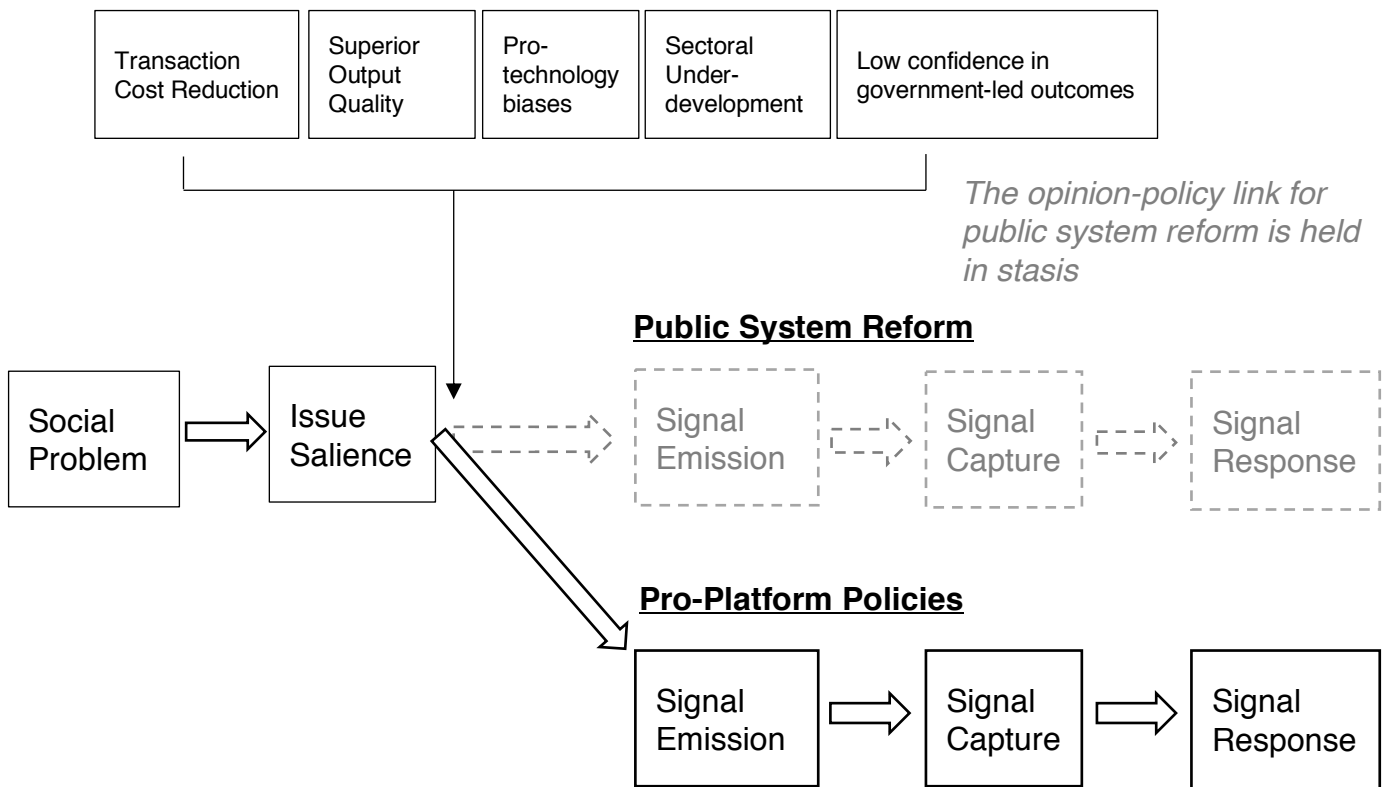 Transaction
Cost Reduction
Superior
Output
Quality
Pro-
technology
biases
Sectoral
Under-
development
Low confidence in
government-led outcomes
The opinion-policy link for
public system reform is held
in stasis
Public System Reform
Social
Problem
Issue
Salience
Signal
Emission
Signal
Capture
Signal
Response
Pro-Platform Policies
Signal
Emission
Signal
Capture
Signal
Response